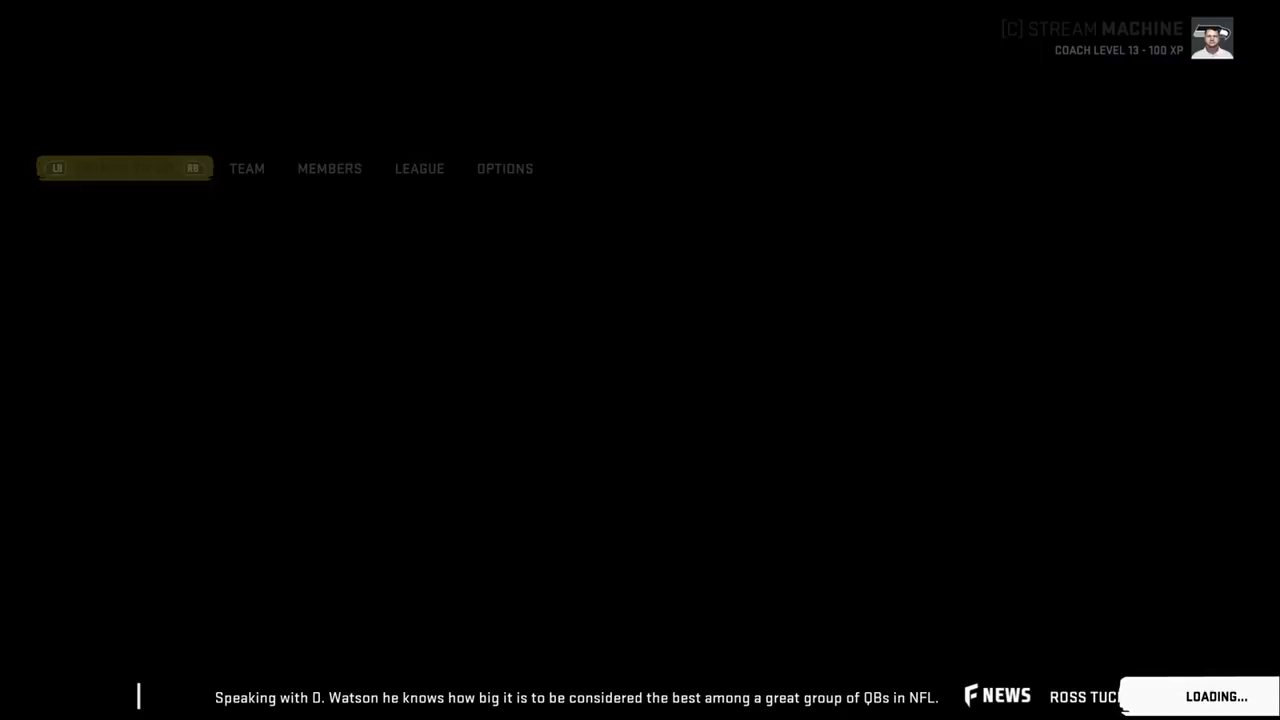 [C] STREAM MACHINE
COACH LEVEL 13 - 100 XP
LB RB TEAM MEMBERS LEAGUE OPTIONS
Speaking with D. Watson he knows how big it is to be considered the best among a great group of QBs in NFL. F NEWS ROSS LOADING...